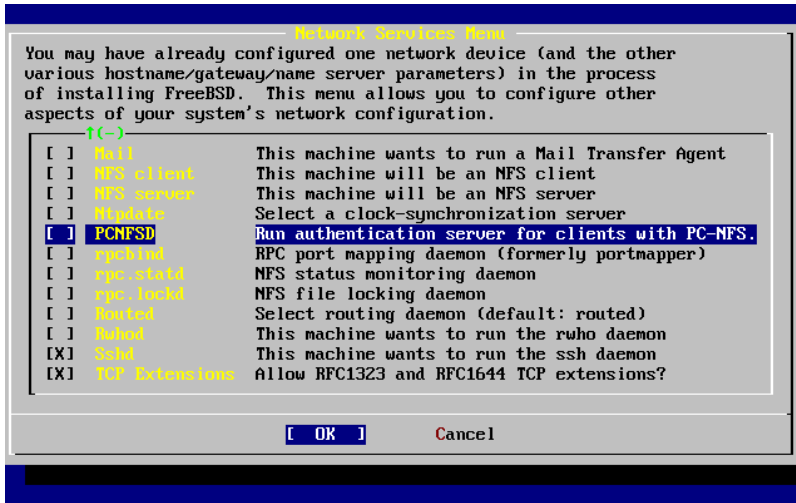 Network Services Menu
You may have already configured one network device (and the other
various hostname/gateway/name server parameters) in the process
of installing FreeBSD.  This menu allows you to configure other
aspects of your system's network configuration.
↑(-)
[ ] Mail This machine wants to run a Mail Transfer Agent
[ ] NFS client This machine will be an NFS client
[ ] NFS server This machine will be an NFS server
[ ] Ntpdate Select a clock-synchronization server
[ ] PCNFSD Run authentication server for clients with PC-NFS.
[ ] rpcbind RPC port mapping daemon (formerly portmapper)
[ ] rpc.statd NFS status monitoring daemon
[ ] rpc.lockd NFS file locking daemon
[ ] Routed Select routing daemon (default: routed)
[ ] Rwhod This machine wants to run the rwho daemon
[X] Sshd This machine wants to run the ssh daemon
[X] TCP Extensions Allow RFC1323 and RFC1644 TCP extensions?
[ OK ] Cancel